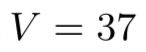 V = 37